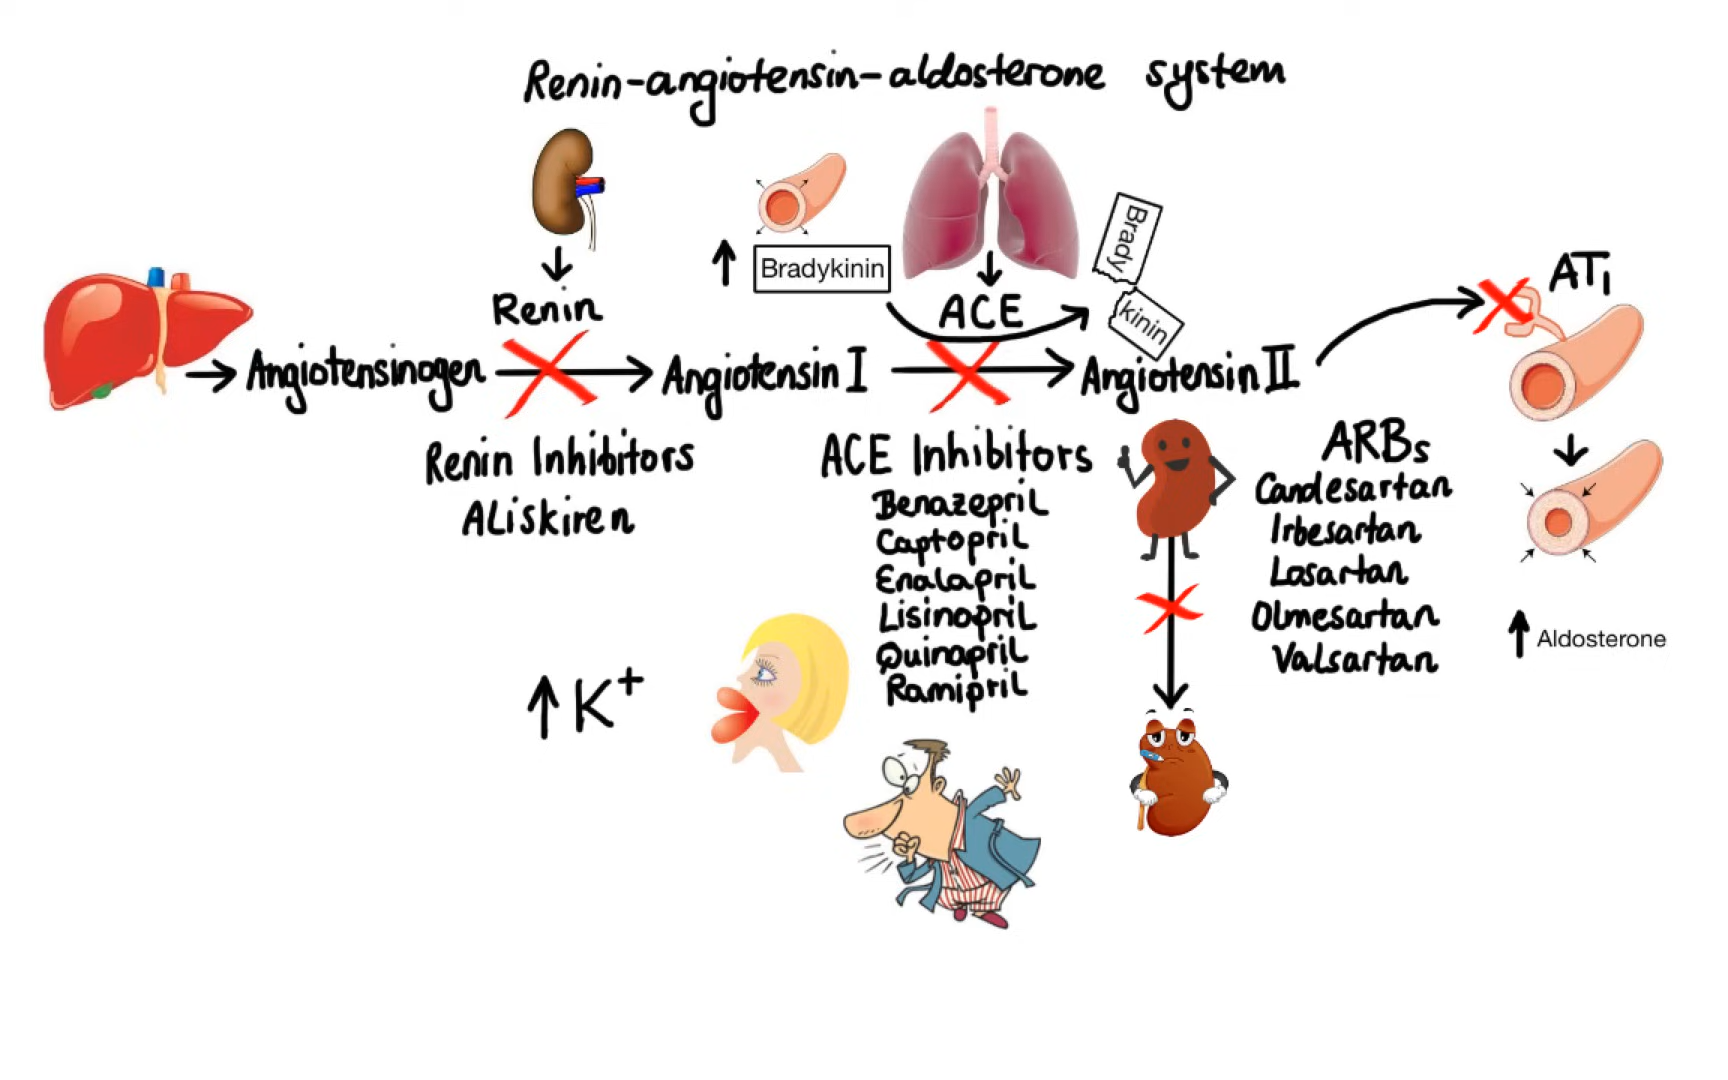 Renin-angiotensin-aldosterone system
Renin
↑ Bradykinin
ACE
Brady
kinin
AT1
Angiotensinogen
Angiotensin I
Angiotensin II
Renin Inhibitors
Aliskiren
ACE Inhibitors
Benazepril
Captopril
Enalapril
Lisinopril
Quinapril
Ramipril
ARBs
Candesartan
Irbesartan
Losartan
Olmesartan
Valsartan
↑ Aldosterone
↑ K+